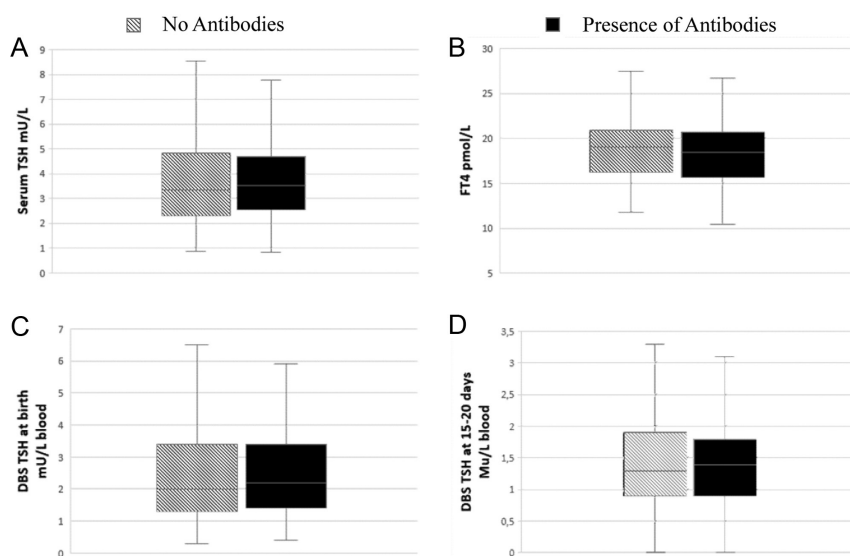 No Antibodies
Presence of Antibodies
A
Serum TSH mU/L
9
8
7
6
5
4
3
2
1
0
B
FT4 pmol/L
30
25
20
15
10
5
C
DBS TSH at birth
mU/L blood
7
6
5
4
3
2
1
0
D
DBS TSH at 15-20 days
Mu/L blood
3,5
3
2,5
2
1,5
1
0,5
0